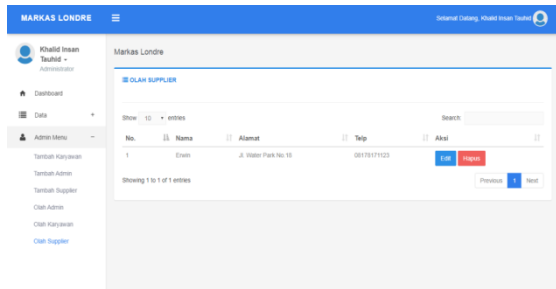 MARKAS LONDRE
Selamat Datang, Khalid Insan Tauhid
Khalid Insan
Tauhid
Administrator
Dashboard
Data +
Admin Menu −
Tambah Karyawan
Tambah Admin
Tambah Supplier
Olah Admin
Olah Karyawan
Olah Supplier
Markas Londre
OLAH SUPPLIER
Show 10 entries Search:
No. Nama Alamat Telp Aksi
1 Erwin Jl. Water Park No.16 08176171123 Edit Hapus
Showing 1 to 1 of 1 entries Previous 1 Next